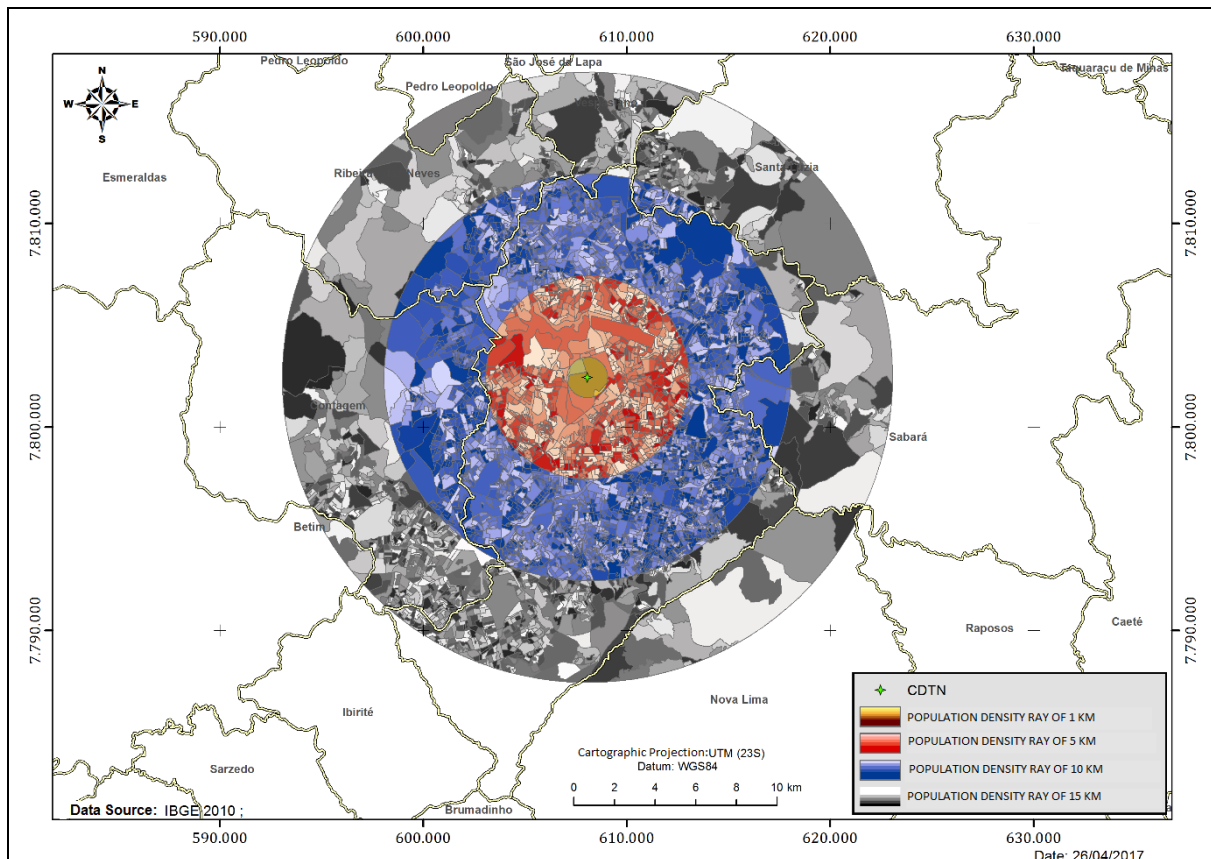 590.000 600.000 610.000 620.000 630.000
Pedro Leopoldo
São José da Lapa
Taquaraçu de Minas
N
W E
S
Pedro Leopoldo
Santa Luzia
Esmeraldas
Neves
7.810.000 7.810.000
Contagem
7.800.000 7.800.000
Sabará
Betim
7.790.000 7.790.000
Raposos
Caeté
Nova Lima
Ibirité
Sarzedo
Brumadinho
CDTN
POPULATION DENSITY RAY OF 1 KM
POPULATION DENSITY RAY OF 5 KM
POPULATION DENSITY RAY OF 10 KM
POPULATION DENSITY RAY OF 15 KM
Cartographic Projection:UTM (23S)
Datum: WGS84
0 2 4 6 8 10 km
Data Source: IBGE 2010 ;
590.000 600.000 610.000 620.000 630.000
Date: 26/04/2017